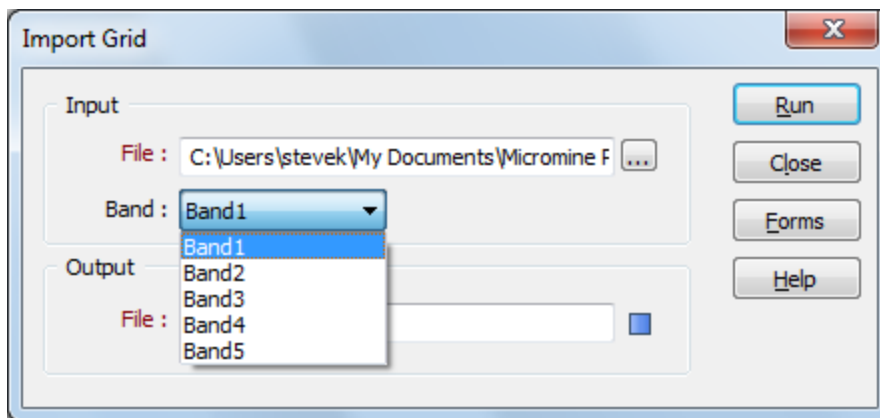 Import Grid
Input
Run
File : C:\Users\stevek\My Documents\Micromine F ...
Close
Band : Band1
Forms
Band1
Output
Band2
Help
Band3
File :
Band4
Band5